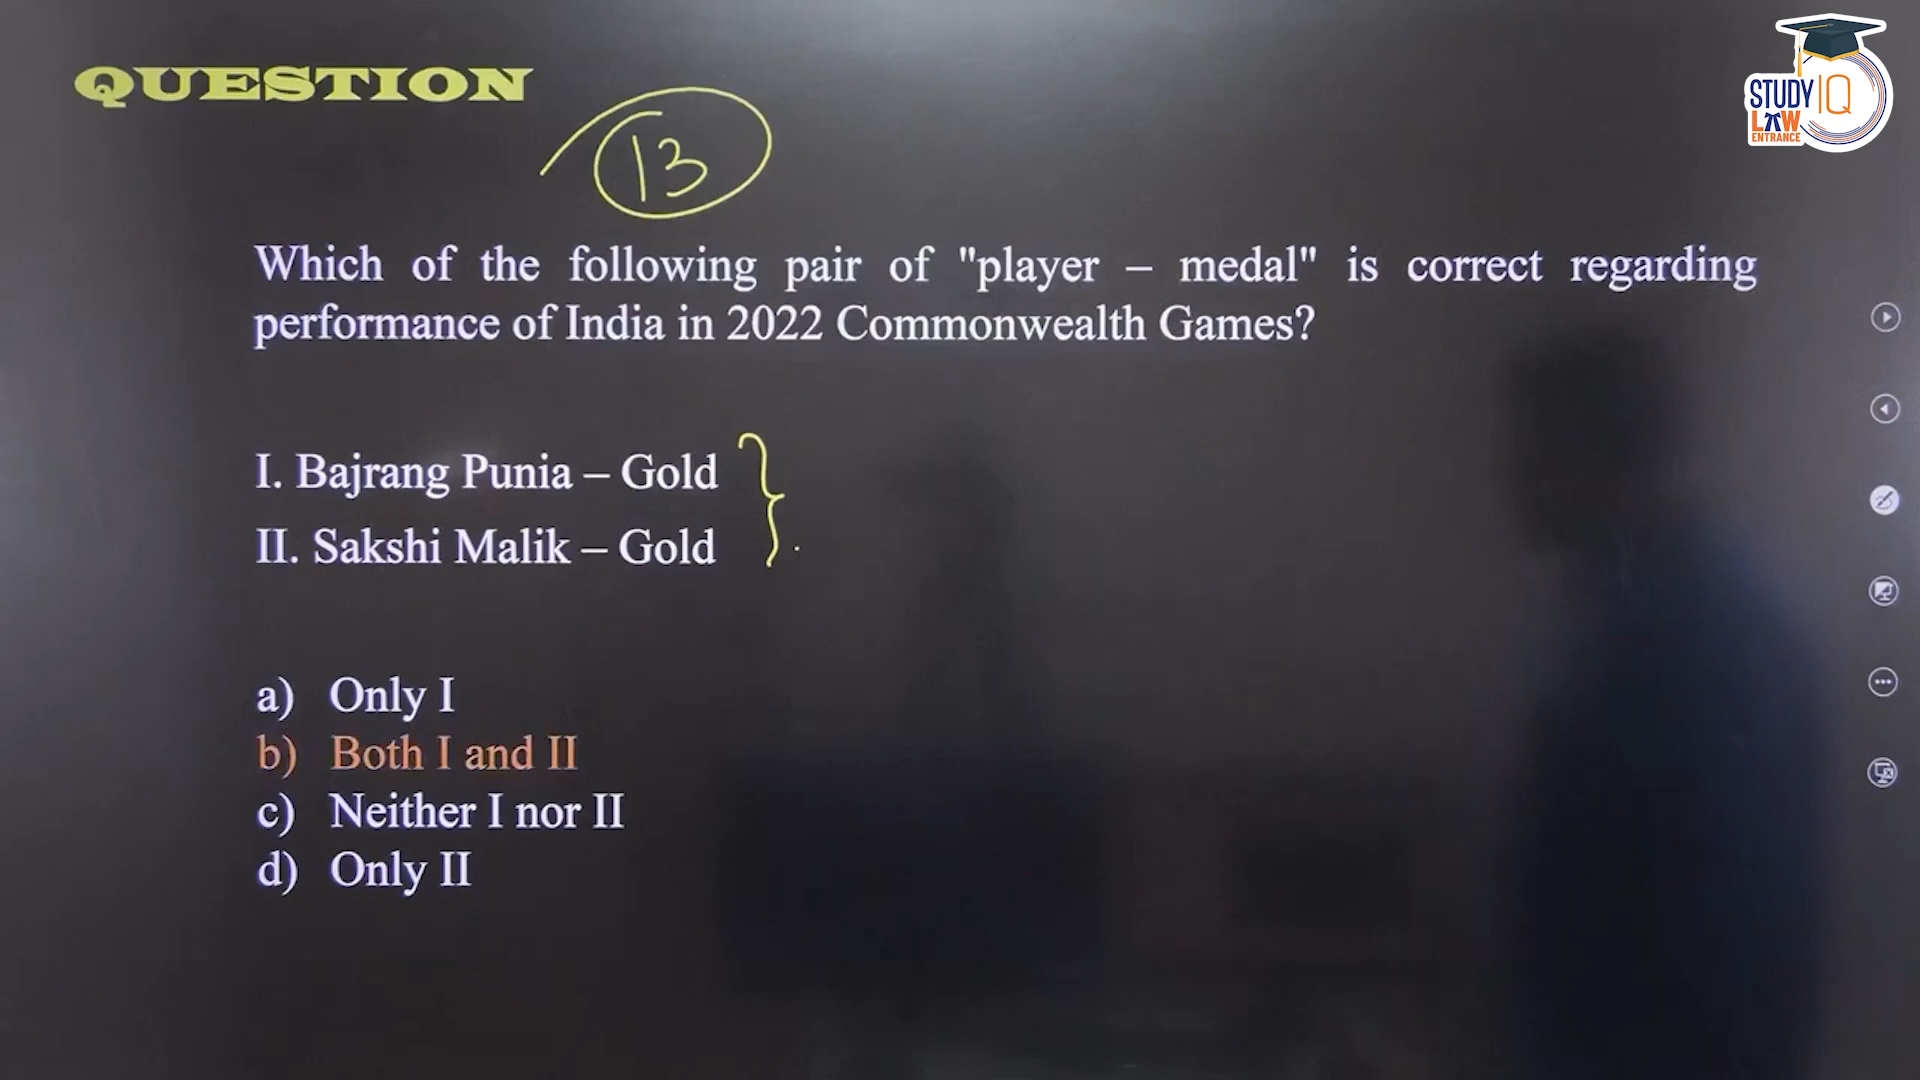 QUESTION
STUDY IQ
LAW
ENTRANCE
13
Which of the following pair of "player – medal" is correct regarding
performance of India in 2022 Commonwealth Games?
I. Bajrang Punia – Gold
II. Sakshi Malik – Gold
a) Only I
b) Both I and II
c) Neither I nor II
d) Only II